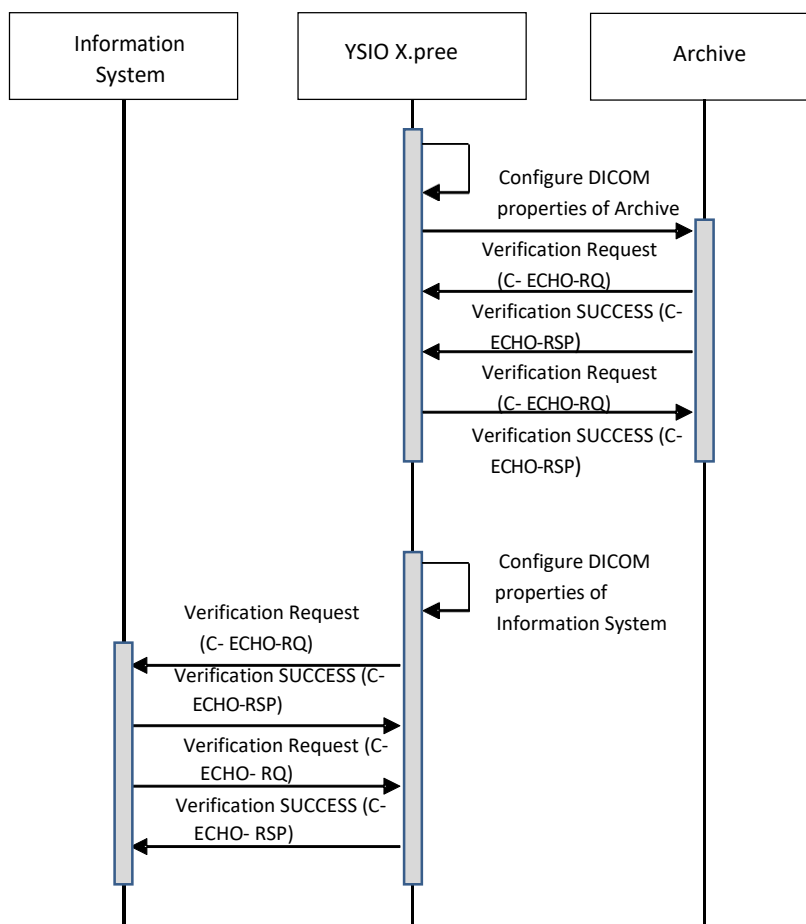 Information
System
YSIO X.pree
Archive
Configure DICOM
properties of Archive
Verification Request
(C- ECHO-RQ)
Verification SUCCESS (C-
ECHO-RSP)
Verification Request
(C- ECHO-RQ)
Verification SUCCESS (C-
ECHO-RSP)
Configure DICOM
properties of
Information System
Verification Request
(C- ECHO-RQ)
Verification SUCCESS (C-
ECHO-RSP)
Verification Request (C-
ECHO- RQ)
Verification SUCCESS (C-
ECHO- RSP)